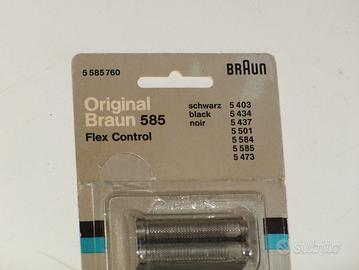 5 585 760
BRAUN
Original
Braun 585
Flex Control
schwarz 5 403
black 5 434
noir 5 437
5 501
5 584
5 585
5 473
subito